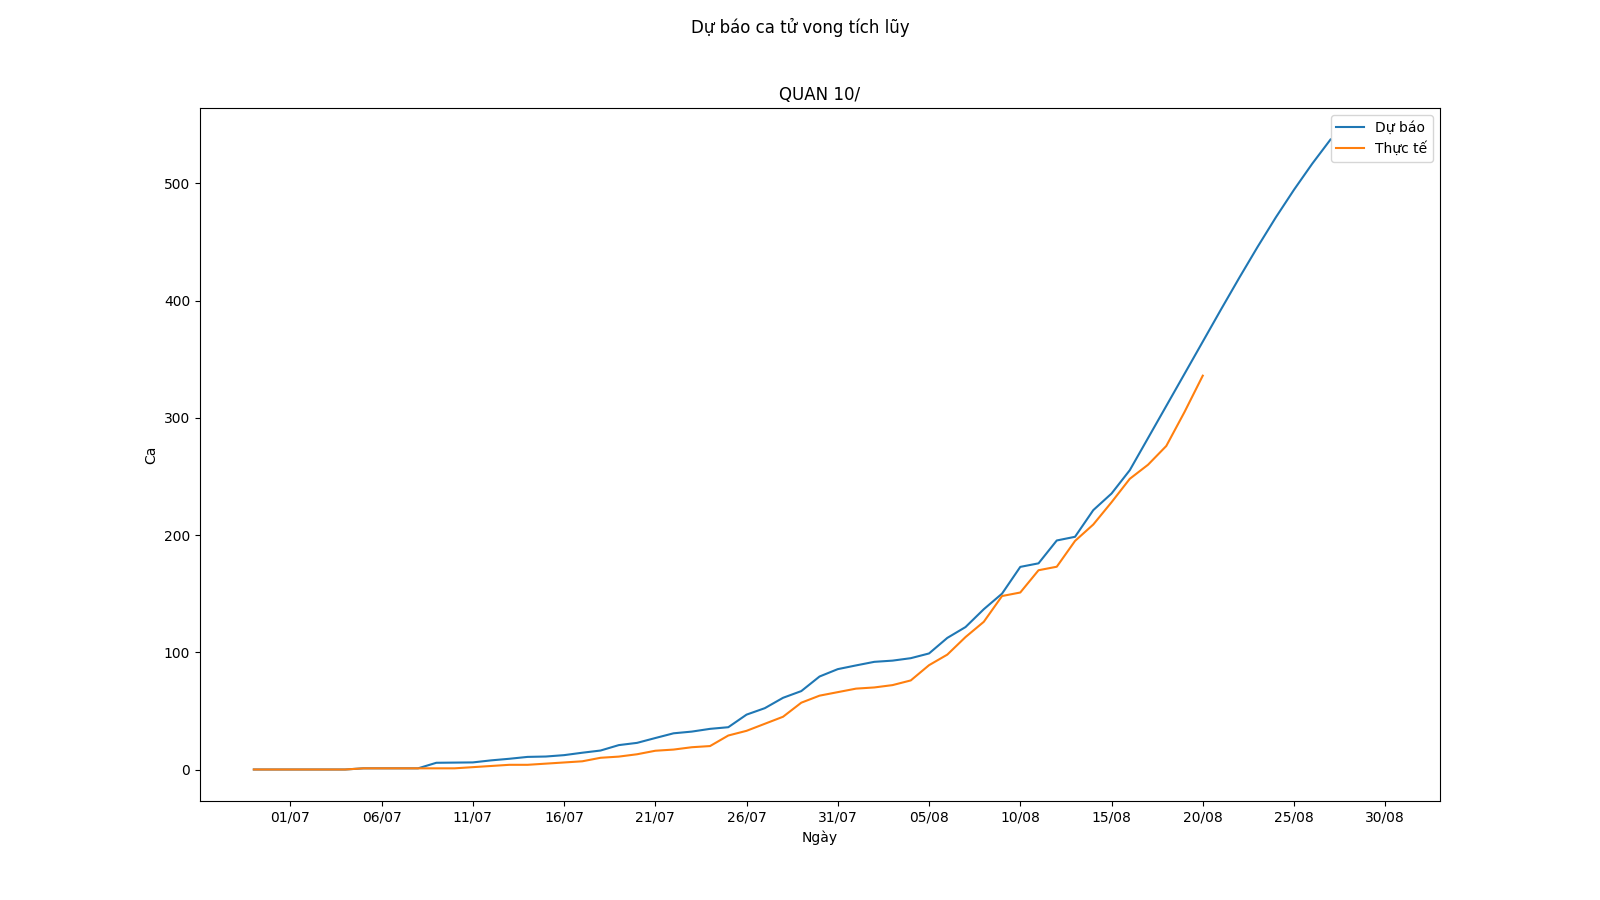 Dự báo ca tử vong tích lũy
QUAN 10/
Dự báo
Thực tế
500
400
300
200
100
0
Ca
01/07 06/07 11/07 16/07 21/07 26/07 31/07 05/08 10/08 15/08 20/08 25/08 30/08
Ngày